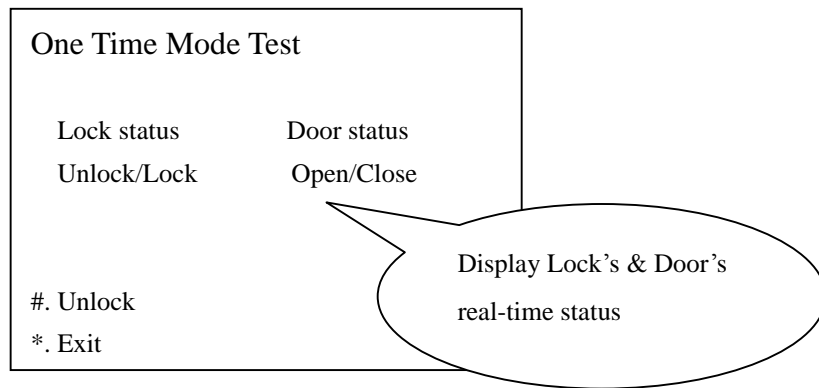 One Time Mode Test
Lock status Door status
Unlock/Lock Open/Close
Display Lock’s & Door’s
real-time status
#. Unlock
*. Exit